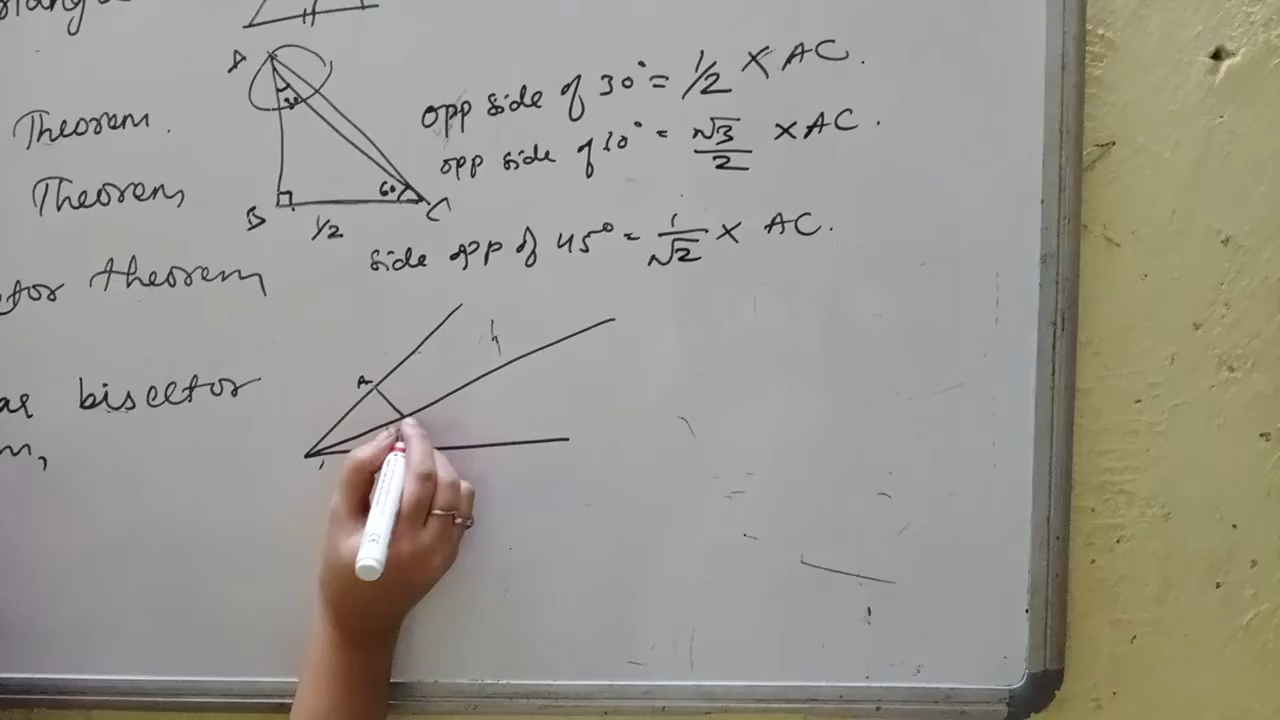 Theorem.
Theorem
theorem
bisector
A
30
60
B
C
1/2
opp side of 30° = 1/2 × AC.
opp side of = √3/2 × AC.
side opp of 45° = 1/√2 × AC.
A